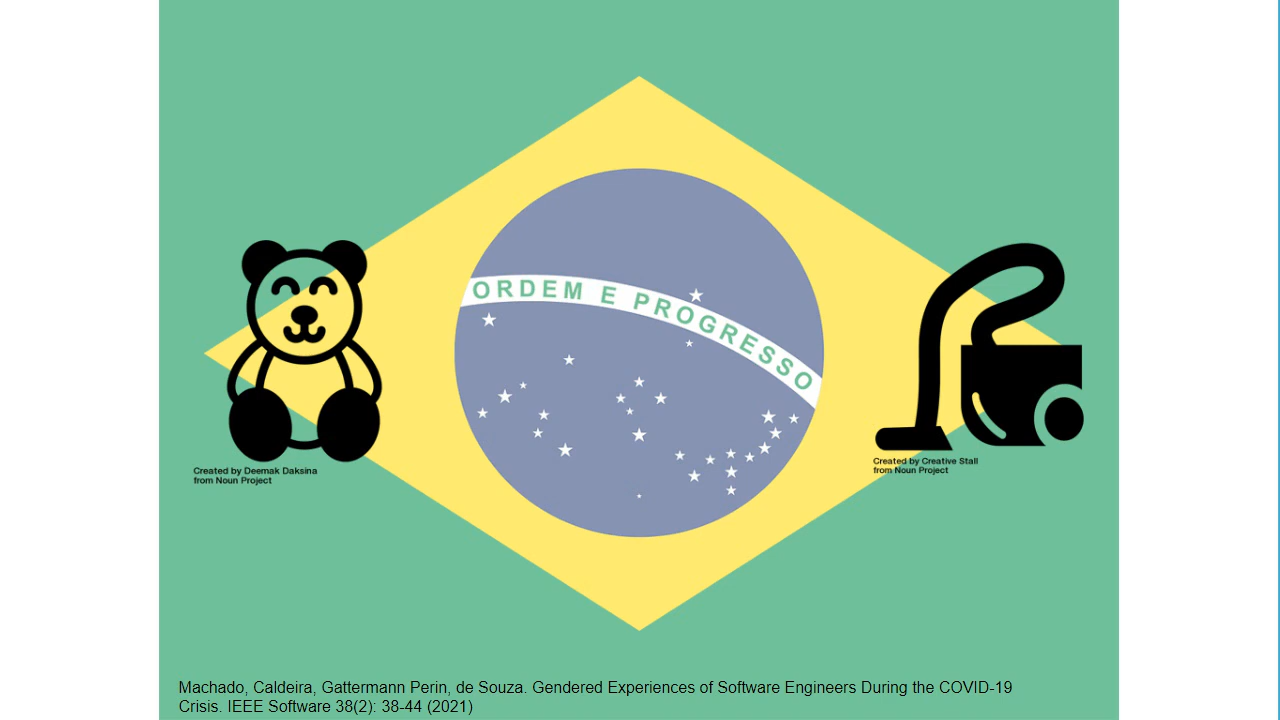 ORDEM E PROGRESSO
Created by Deemak Daksina
from Noun Project
Created by Creative Stall
from Noun Project
Machado, Caldeira, Gattermann Perin, de Souza. Gendered Experiences of Software Engineers During the COVID-19
Crisis. IEEE Software 38(2): 38-44 (2021)